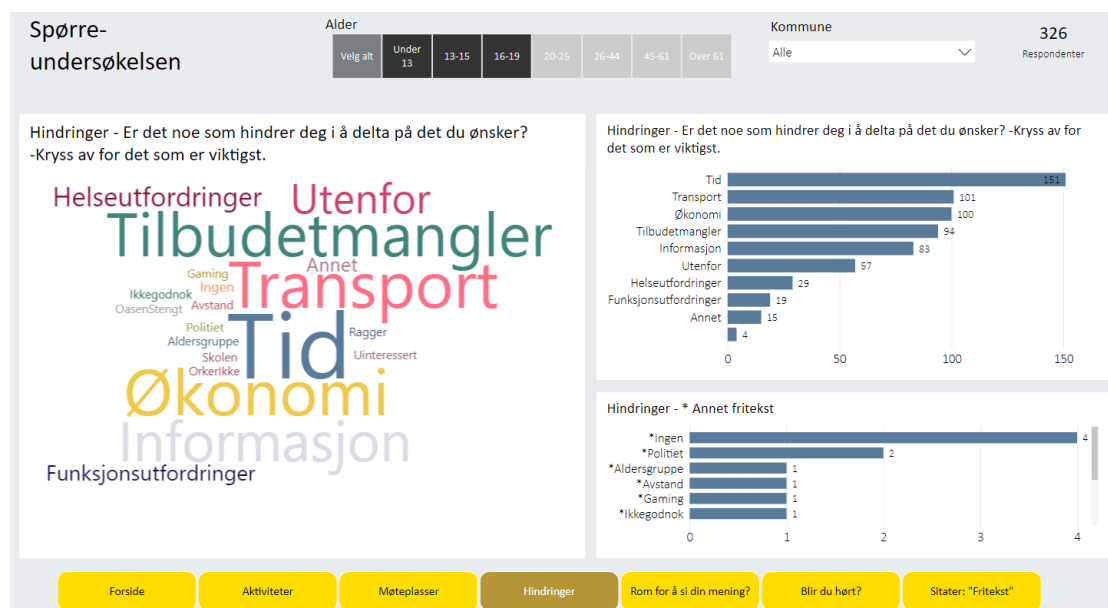 Spørre-
undersøkelsen
Alder
Velg alt
Under
13
13-15
16-19
20-25
26-44
45-61
Over 61
Kommune
Alle
326
Respondenter
Hindringer - Er det noe som hindrer deg i å delta på det du ønsker?
-Kryss av for det som er viktigst.
Helseutfordringer
Utenfor
Tilbudetmangler
Annet
Gaming
Transport
Ingen
Ikkegodnok
OasenStengt
Avstand
Tid
Politiet
Ragger
Aldersgruppe
Skolen
Uinteressert
OrkerIkke
Økonomi
Informasjon
Funksjonsutfordringer
Hindringer - Er det noe som hindrer deg i å delta på det du ønsker? -Kryss av for
det som er viktigst.
Tid 151
Transport 101
Økonomi 100
Tilbudetmangler 94
Informasjon 83
Utenfor 57
Helseutfordringer 29
Funksjonsutfordringer 19
Annet 15
4
0 50 100 150
Hindringer - * Annet fritekst
*Ingen 4
*Politiet 2
*Aldersgruppe 1
*Avstand 1
*Gaming 1
*Ikkegodnok 1
0 1 2 3 4
Forside
Aktiviteter
Møteplasser
Hindringer
Rom for å si din mening?
Blir du hørt?
Sitater: "Fritekst"